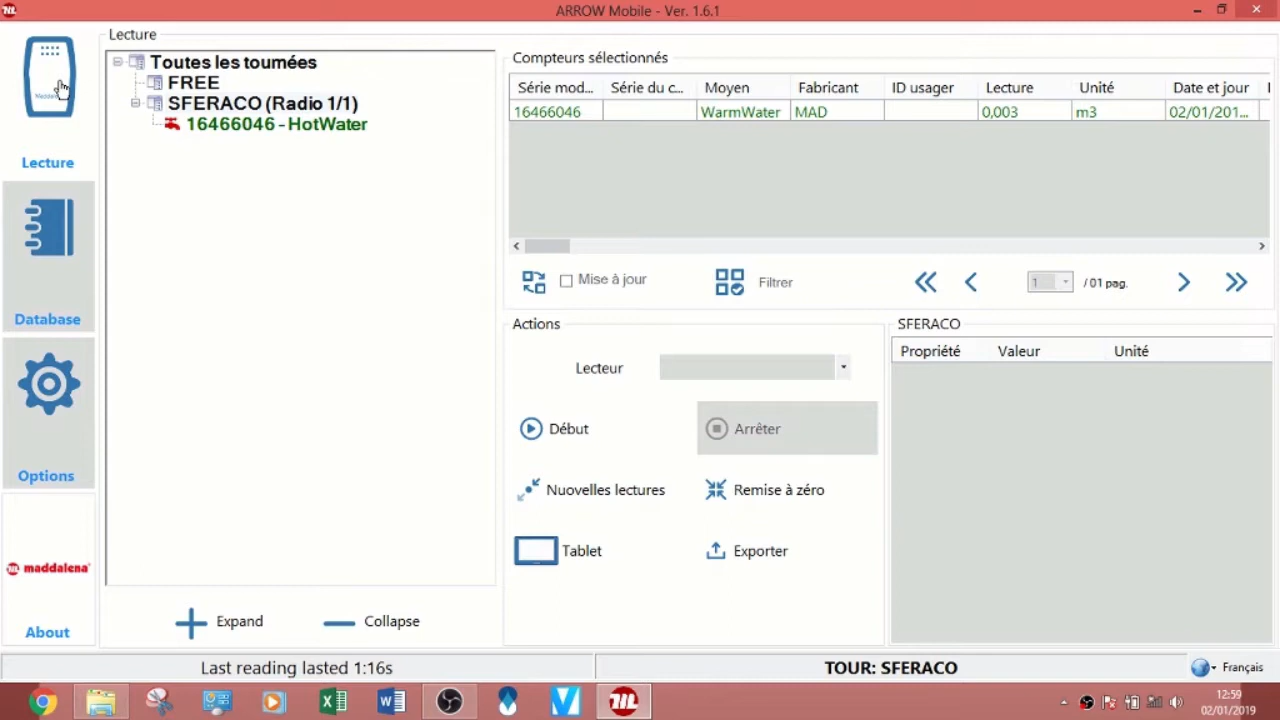 ARROW Mobile - Ver. 1.6.1
Lecture
Toutes les tournées
FREE
SFERACO (Radio 1/1)
16466046 - HotWater
Lecture
Database
Options
maddalena
About
Expand
Collapse
Compteurs sélectionnés
Série mod... Série du c... Moyen Fabricant ID usager Lecture Unité Date et jour
16466046 WarmWater MAD 0,003 m3 02/01/201...
Mise à jour
Filtrer
1 / 01 pag.
Actions
Lecteur
Début
Arrêter
Nuovelles lectures
Remise à zéro
Tablet
Exporter
SFERACO
Propriété Valeur Unité
Last reading lasted 1:16s
TOUR: SFERACO
Français
12:59
02/01/2019